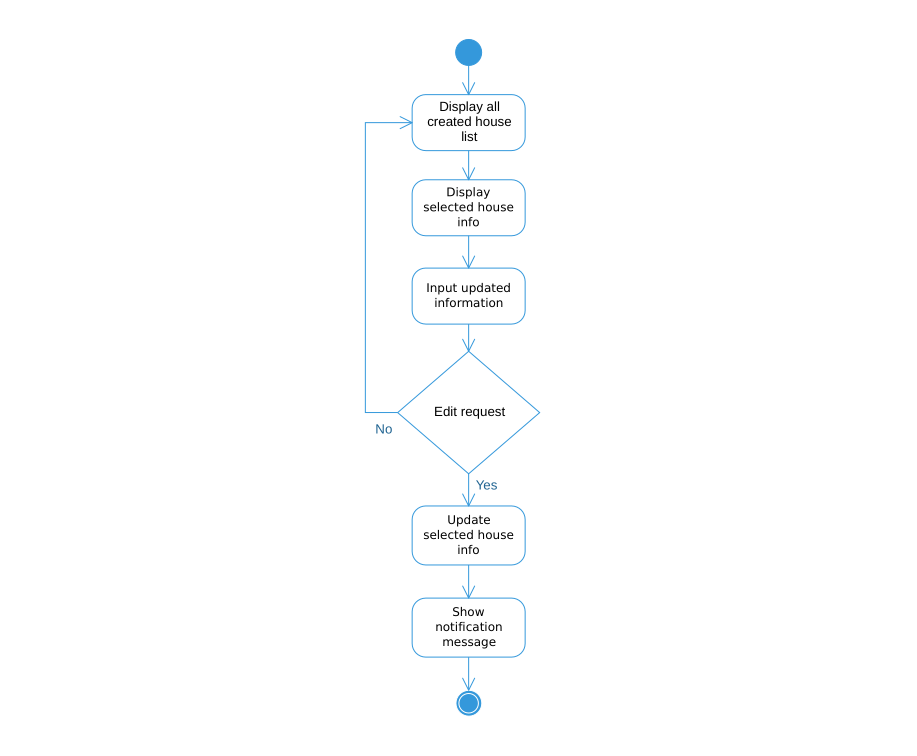 Display all
created house
list
Display
selected house
info
Input updated
information
Edit request
No
Yes
Update
selected house
info
Show
notification
message